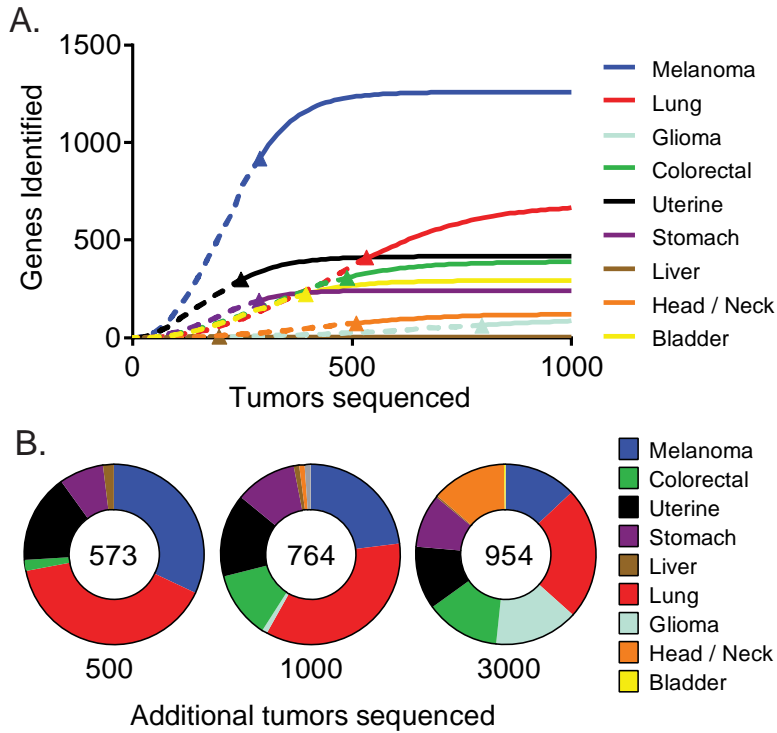 A.
1500
1000
500
0
Genes Identified
0 500 1000
Tumors sequenced
Melanoma
Lung
Glioma
Colorectal
Uterine
Stomach
Liver
Head / Neck
Bladder
B.
573 764 954
500 1000 3000
Additional tumors sequenced
Melanoma
Colorectal
Uterine
Stomach
Liver
Lung
Glioma
Head / Neck
Bladder